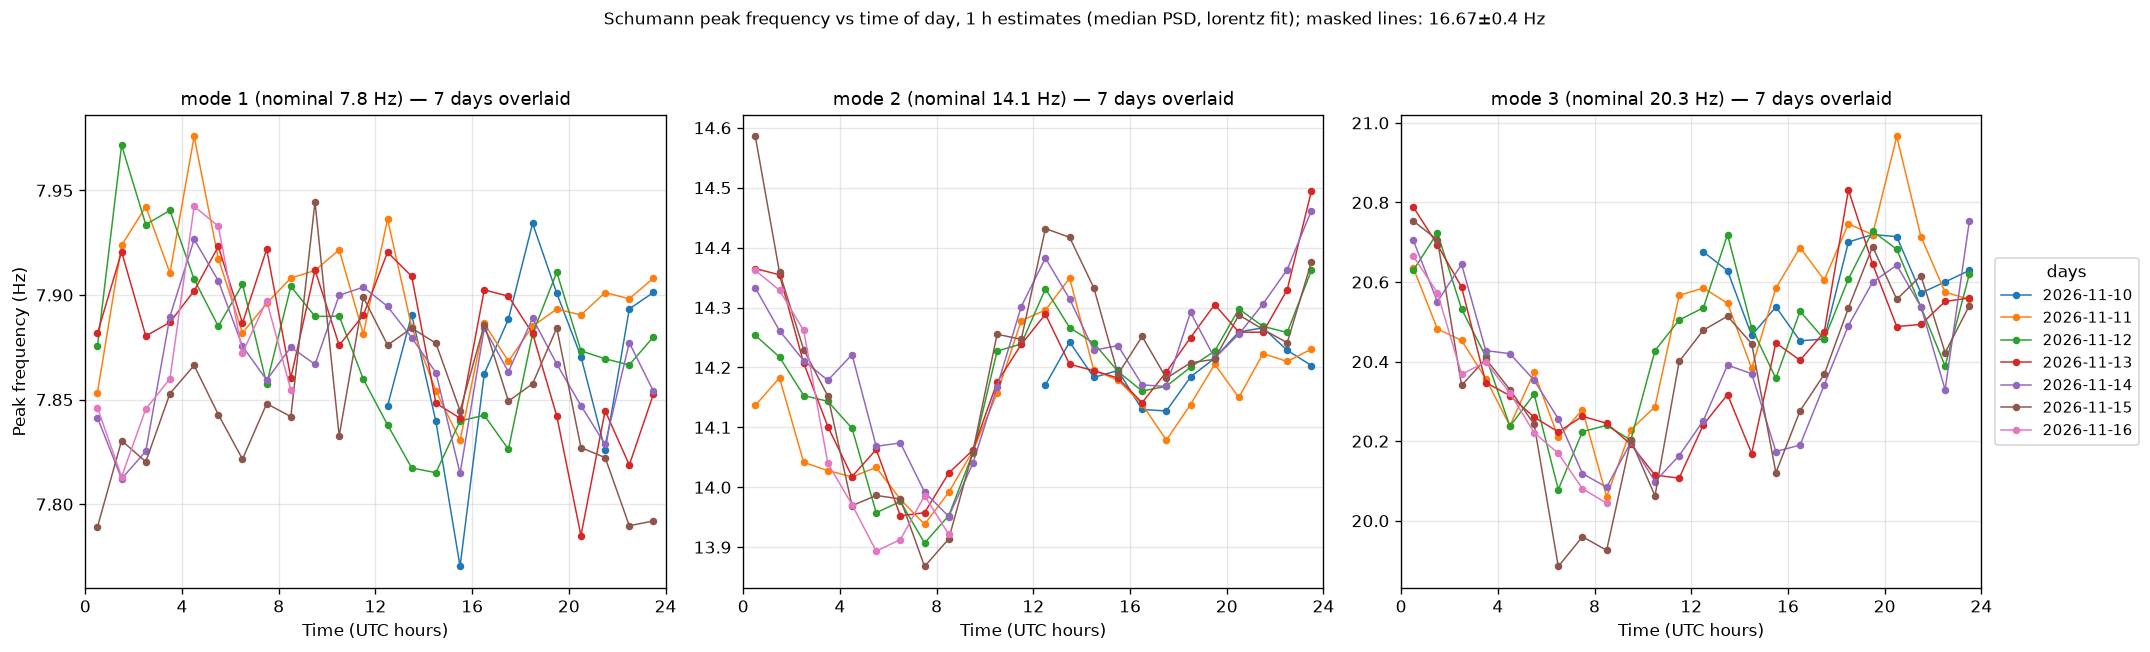 Schumann peak frequency vs time of day, 1 h estimates (median PSD, lorentz fit); masked lines: 16.67±0.4 Hz
mode 1 (nominal 7.8 Hz) — 7 days overlaid
Peak frequency (Hz)
7.95
7.90
7.85
7.80
0 4 8 12 16 20 24
Time (UTC hours)
mode 2 (nominal 14.1 Hz) — 7 days overlaid
14.6
14.5
14.4
14.3
14.2
14.1
14.0
13.9
0 4 8 12 16 20 24
Time (UTC hours)
mode 3 (nominal 20.3 Hz) — 7 days overlaid
21.0
20.8
20.6
20.4
20.2
20.0
0 4 8 12 16 20 24
Time (UTC hours)
days
2026-11-10
2026-11-11
2026-11-12
2026-11-13
2026-11-14
2026-11-15
2026-11-16